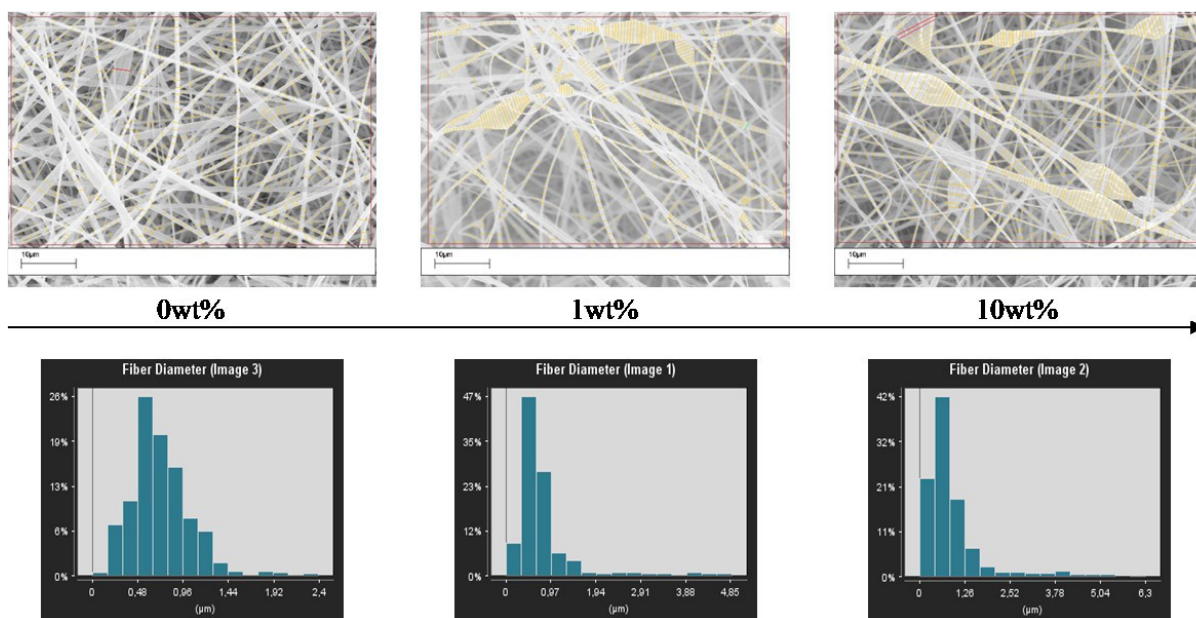 10µm
10µm
10µm
0wt%
1wt%
10wt%
Fiber Diameter (Image 3)
26%
19%
13%
6%
0%
0
0,48
0,96
1,44
1,92
2,4
(µm)
Fiber Diameter (Image 1)
47%
35%
23%
12%
0%
0
0,97
1,94
2,91
3,88
4,85
(µm)
Fiber Diameter (Image 2)
42%
32%
21%
11%
0%
0
1,26
2,52
3,78
5,04
6,3
(µm)